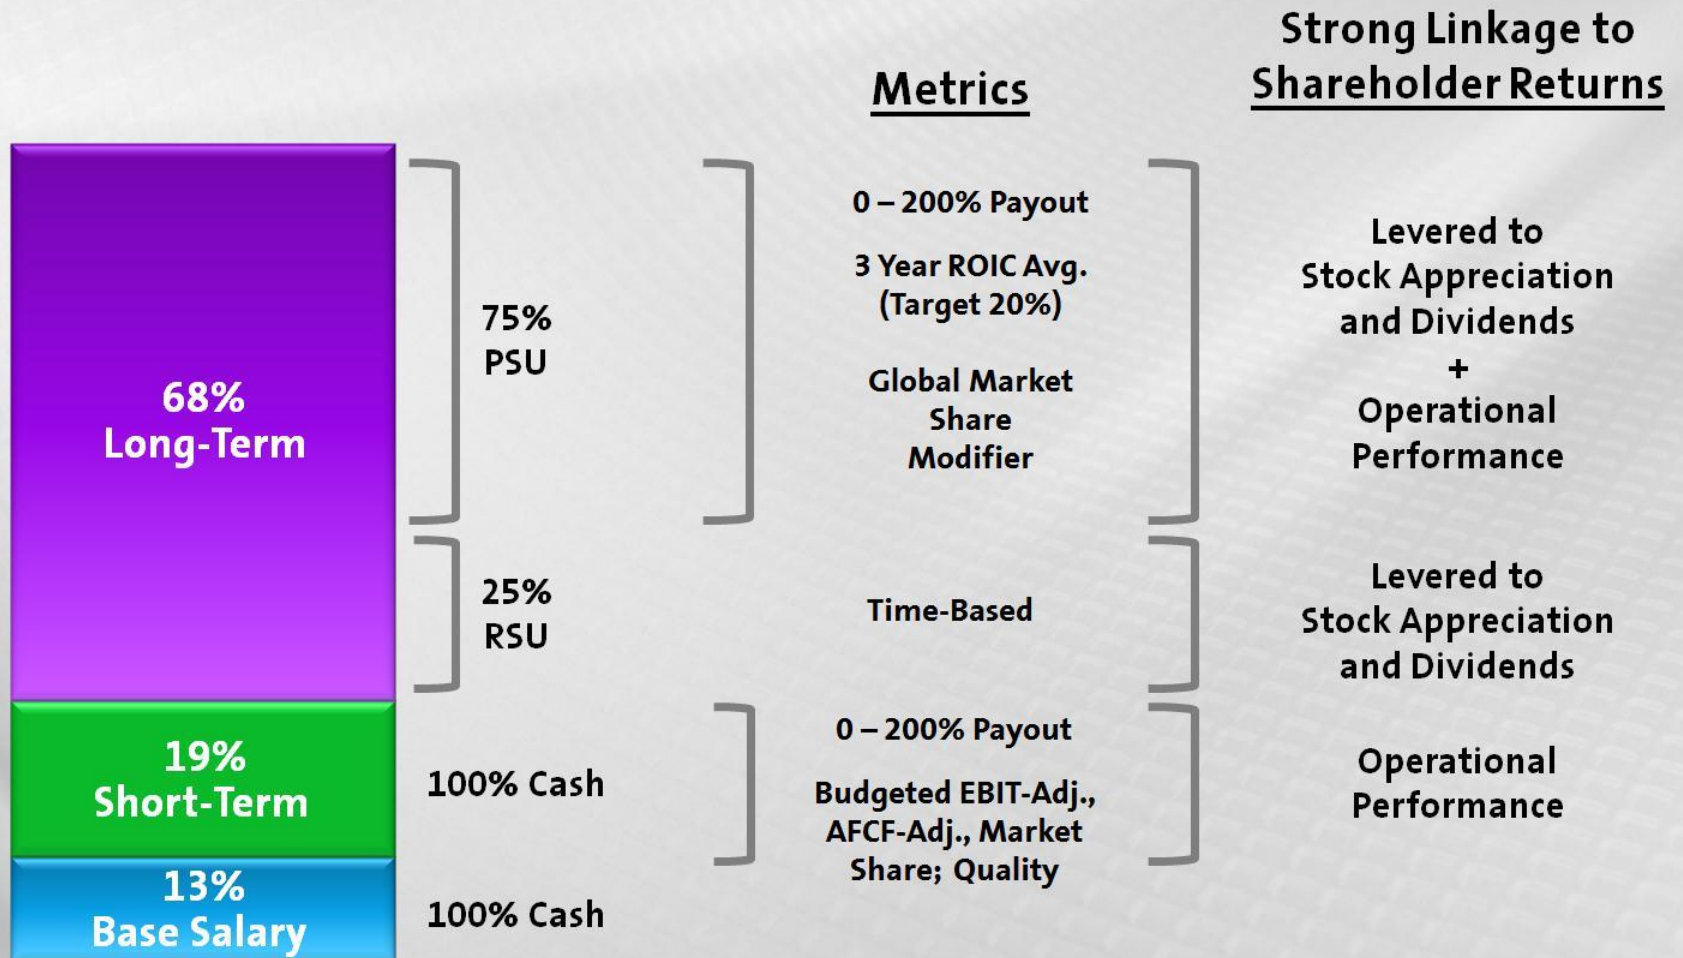 Metrics
Strong Linkage to
Shareholder Returns
68%
Long-Term
75%
PSU
0 – 200% Payout
3 Year ROIC Avg.
(Target 20%)
Global Market
Share
Modifier
Levered to
Stock Appreciation
and Dividends
+
Operational
Performance
25%
RSU
Time-Based
Levered to
Stock Appreciation
and Dividends
19%
Short-Term
100% Cash
0 – 200% Payout
Budgeted EBIT-Adj.,
AFCF-Adj., Market
Share; Quality
Operational
Performance
13%
Base Salary
100% Cash